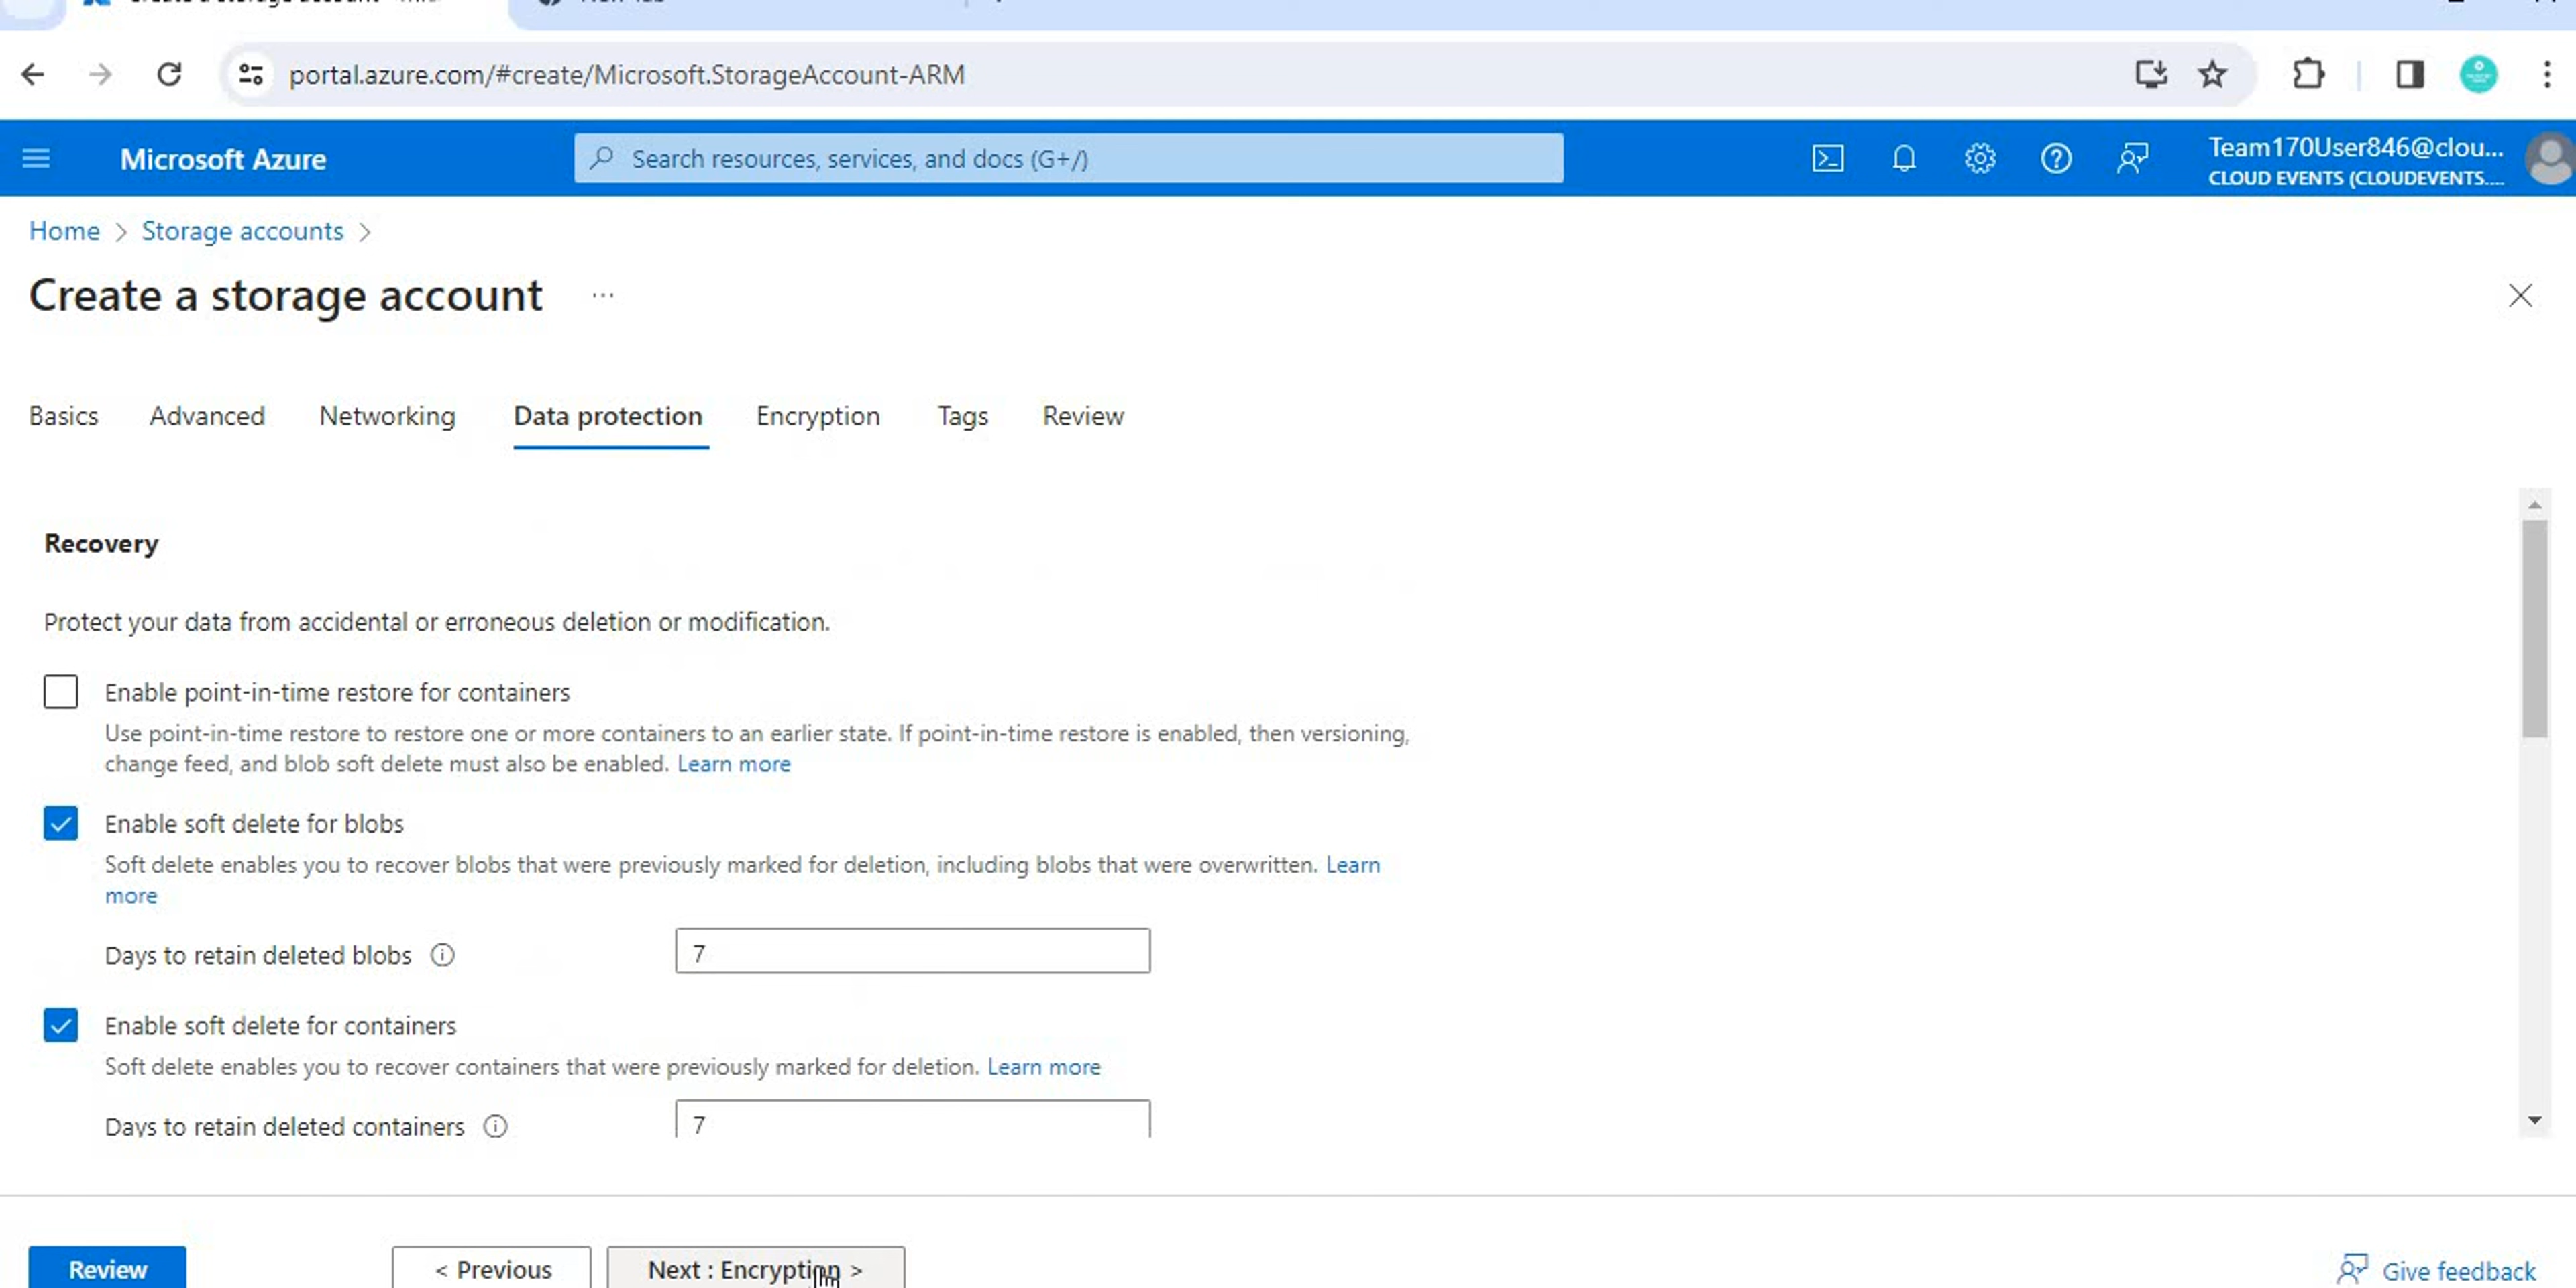 portal.azure.com/#create/Microsoft.StorageAccount-ARM
Microsoft Azure
Search resources, services, and docs (G+/)
Team170User846@clou...
CLOUD EVENTS (CLOUDEVENTS....
Home > Storage accounts >
Create a storage account ...
Basics Advanced Networking Data protection Encryption Tags Review
Recovery
Protect your data from accidental or erroneous deletion or modification.
Enable point-in-time restore for containers
Use point-in-time restore to restore one or more containers to an earlier state. If point-in-time restore is enabled, then versioning,
change feed, and blob soft delete must also be enabled. Learn more
Enable soft delete for blobs
Soft delete enables you to recover blobs that were previously marked for deletion, including blobs that were overwritten. Learn
more
Days to retain deleted blobs 7
Enable soft delete for containers
Soft delete enables you to recover containers that were previously marked for deletion. Learn more
Days to retain deleted containers 7
Review < Previous Next : Encryption > Give feedback